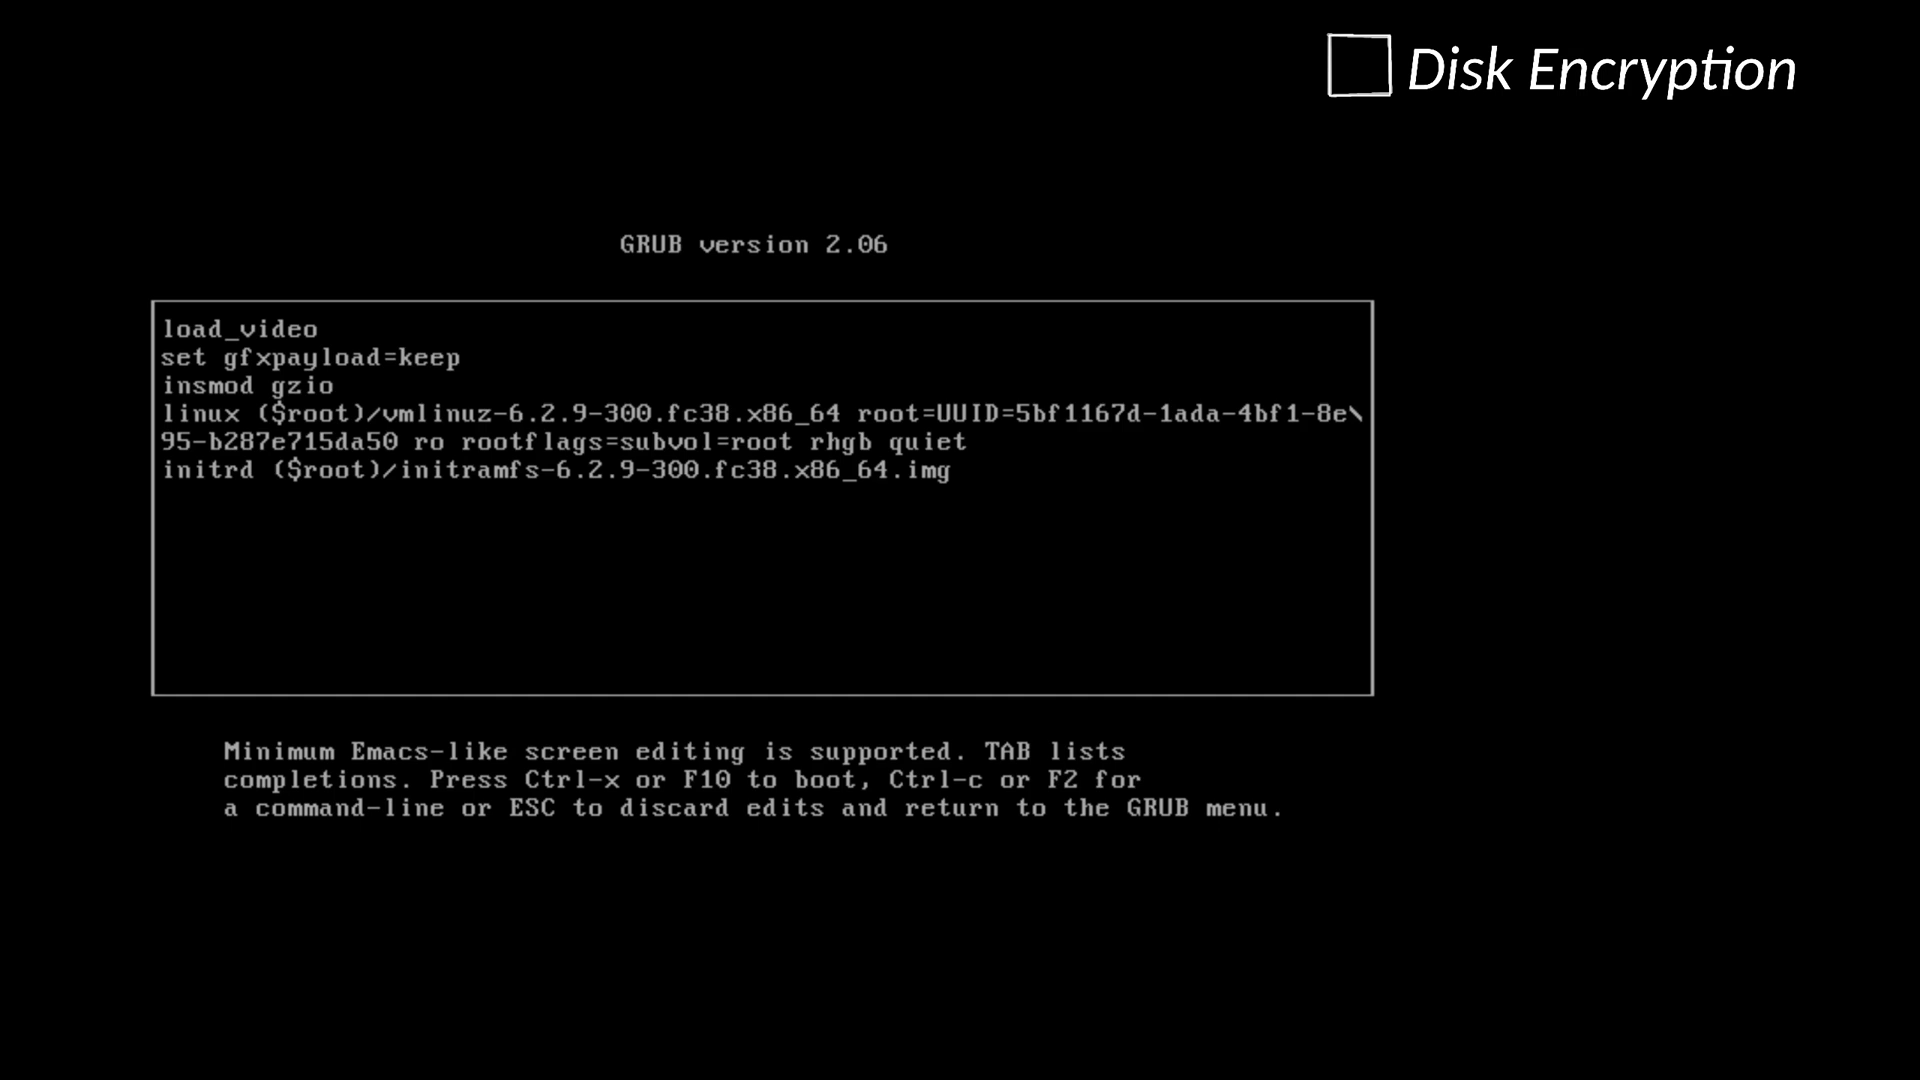 Disk Encryption
GRUB version 2.06
load_video
set gfxpayload=keep
insmod gzio
linux ($root)/vmlinuz-6.2.9-300.fc38.x86_64 root=UUID=5bf1167d-1ada-4bf1-8e\
95-b287e715da50 ro rootflags=subvol=root rhgb quiet
initrd ($root)/initramfs-6.2.9-300.fc38.x86_64.img
Minimum Emacs-like screen editing is supported. TAB lists
completions. Press Ctrl-x or F10 to boot, Ctrl-c or F2 for
a command-line or ESC to discard edits and return to the GRUB menu.